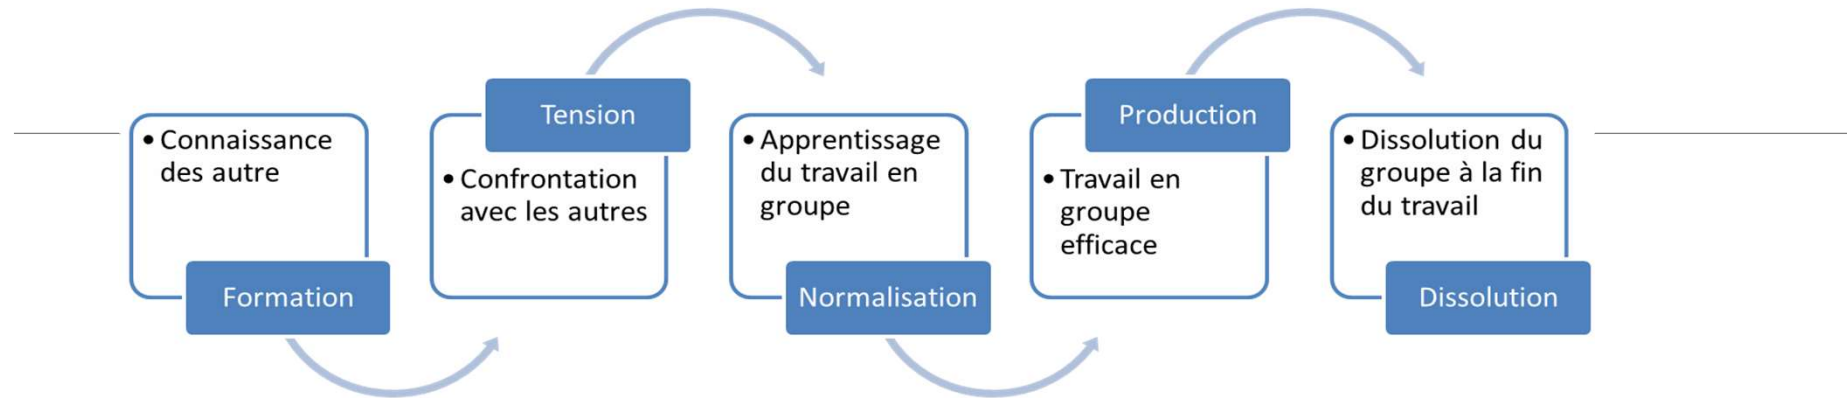 • Connaissance
des autre
Formation
Tension
• Confrontation
avec les autres
• Apprentissage
du travail en
groupe
Normalisation
Production
• Travail en
groupe
efficace
• Dissolution du
groupe à la fin
du travail
Dissolution